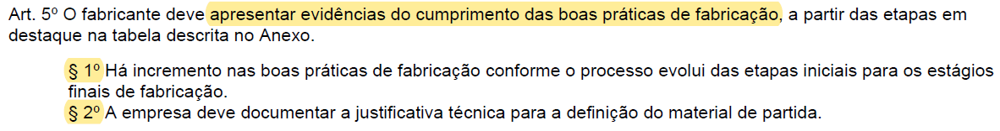 Art. 5º O fabricante deve apresentar evidências do cumprimento das boas práticas de fabricação, a partir das etapas em
destaque na tabela descrita no Anexo.
§ 1º Há incremento nas boas práticas de fabricação conforme o processo evolui das etapas iniciais para os estágios
finais de fabricação.
§ 2º A empresa deve documentar a justificativa técnica para a definição do material de partida.